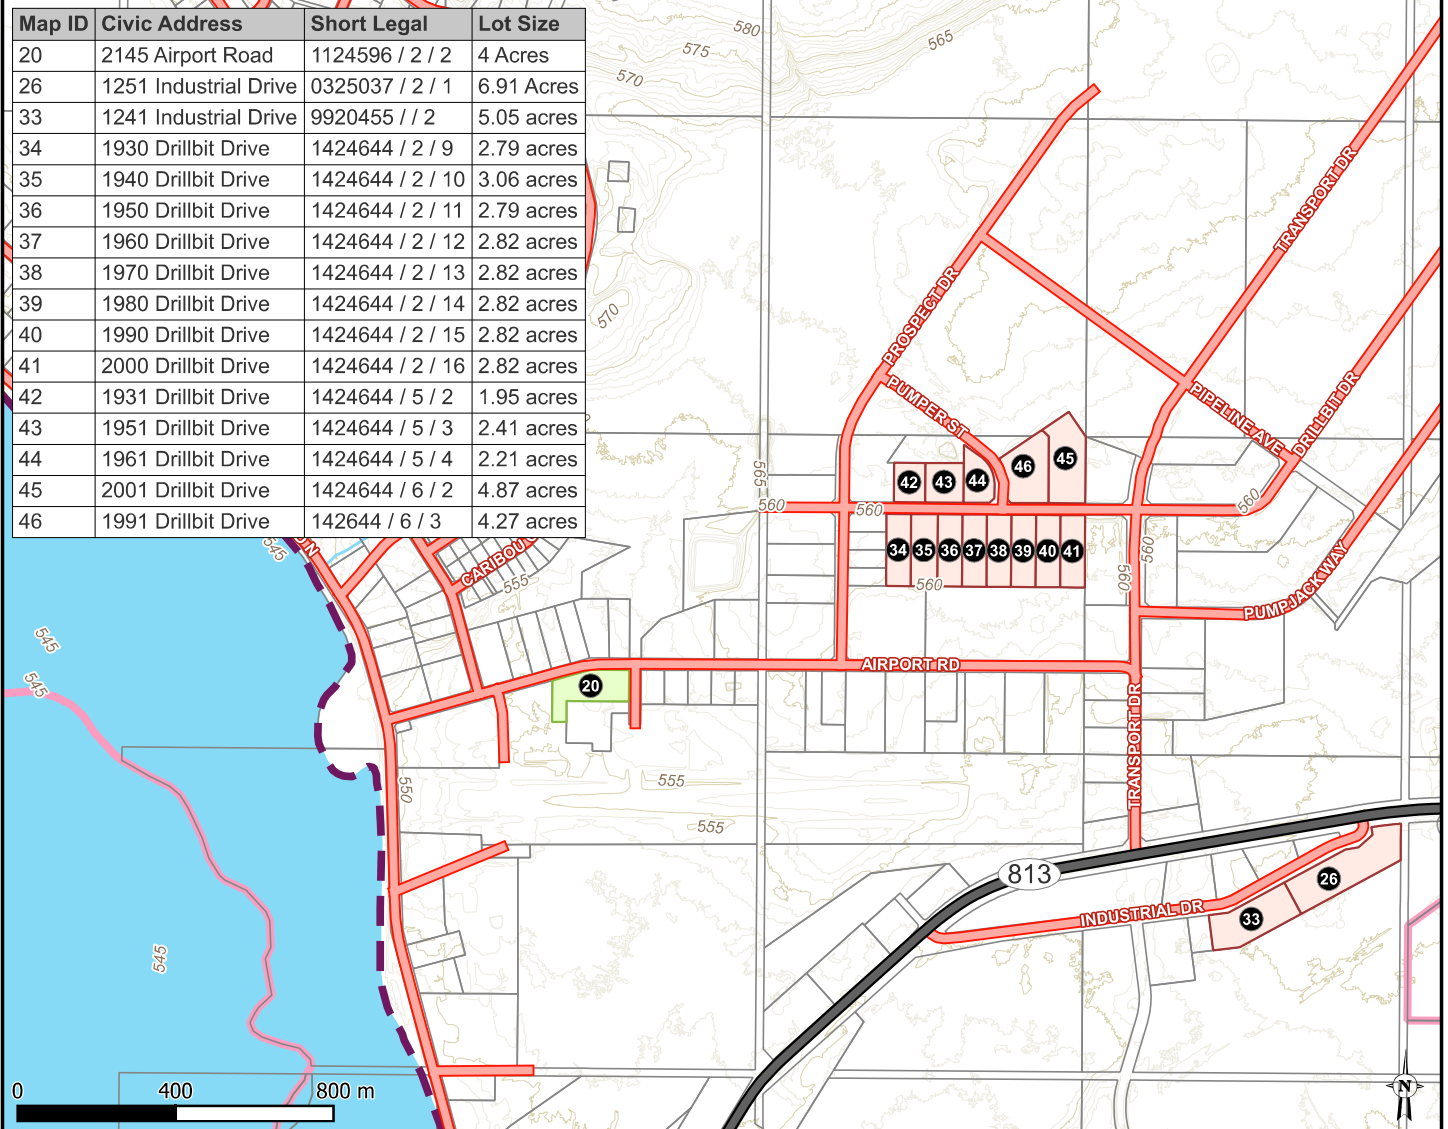 Map ID Civic Address Short Legal Lot Size
20 2145 Airport Road 1124596 / 2 / 2 4 Acres
26 1251 Industrial Drive 0325037 / 2 / 1 6.91 Acres
33 1241 Industrial Drive 9920455 / / 2 5.05 acres
34 1930 Drillbit Drive 1424644 / 2 / 9 2.79 acres
35 1940 Drillbit Drive 1424644 / 2 / 10 3.06 acres
36 1950 Drillbit Drive 1424644 / 2 / 11 2.79 acres
37 1960 Drillbit Drive 1424644 / 2 / 12 2.82 acres
38 1970 Drillbit Drive 1424644 / 2 / 13 2.82 acres
39 1980 Drillbit Drive 1424644 / 2 / 14 2.82 acres
40 1990 Drillbit Drive 1424644 / 2 / 15 2.82 acres
41 2000 Drillbit Drive 1424644 / 2 / 16 2.82 acres
42 1931 Drillbit Drive 1424644 / 5 / 2 1.95 acres
43 1951 Drillbit Drive 1424644 / 5 / 3 2.41 acres
44 1961 Drillbit Drive 1424644 / 5 / 4 2.21 acres
45 2001 Drillbit Drive 1424644 / 6 / 2 4.87 acres
46 1991 Drillbit Drive 142644 / 6 / 3 4.27 acres
580
575
565
570
570
TRANSPORT DR
PROSPECT DR
PUMPER ST
PIPELINE AVE
DRILLBIT DR
565
560
560
560
42 43 44 46 45
34 35 36 37 38 39 40 41
560
560
560
545
CARIBOU
555
PUMPJACK WAY
545
545
AIRPORT RD
20
TRANSPORT DR
550
555
555
813
INDUSTRIAL DR
26
33
545
0 400 800 m
N